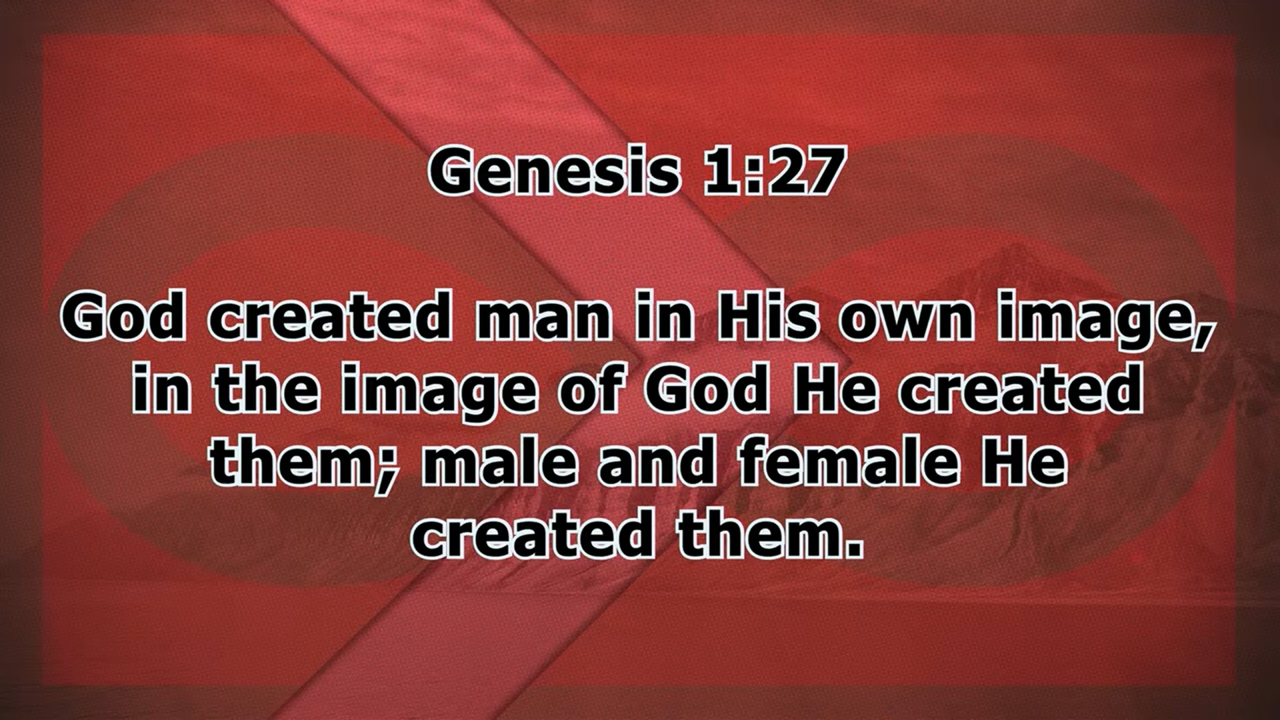 Genesis 1:27
God created man in His own image,
in the image of God He created
them; male and female He
created them.